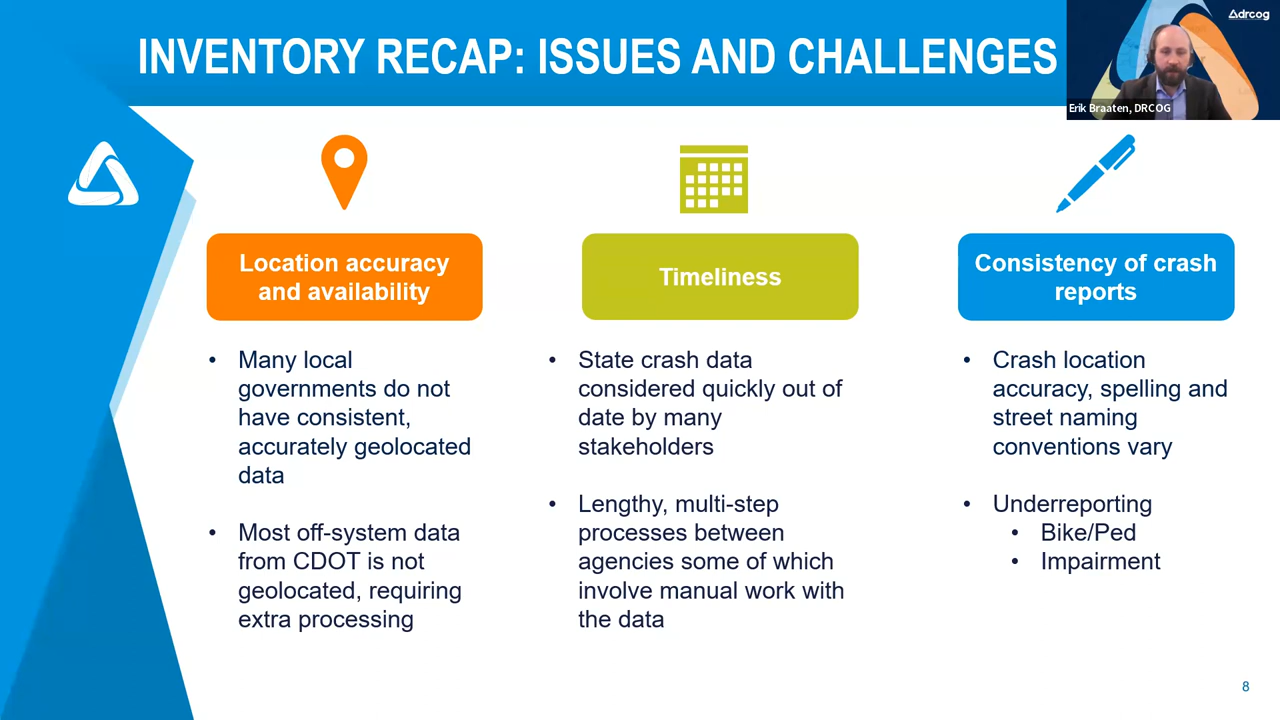 INVENTORY RECAP: ISSUES AND CHALLENGES
drcog
Erik Braaten, DRCOG
Location accuracy
and availability
• Many local
governments do not
have consistent,
accurately geolocated
data
• Most off-system data
from CDOT is not
geolocated, requiring
extra processing
Timeliness
• State crash data
considered quickly out of
date by many
stakeholders
• Lengthy, multi-step
processes between
agencies some of which
involve manual work with
the data
Consistency of crash
reports
• Crash location
accuracy, spelling and
street naming
conventions vary
• Underreporting
• Bike/Ped
• Impairment
8